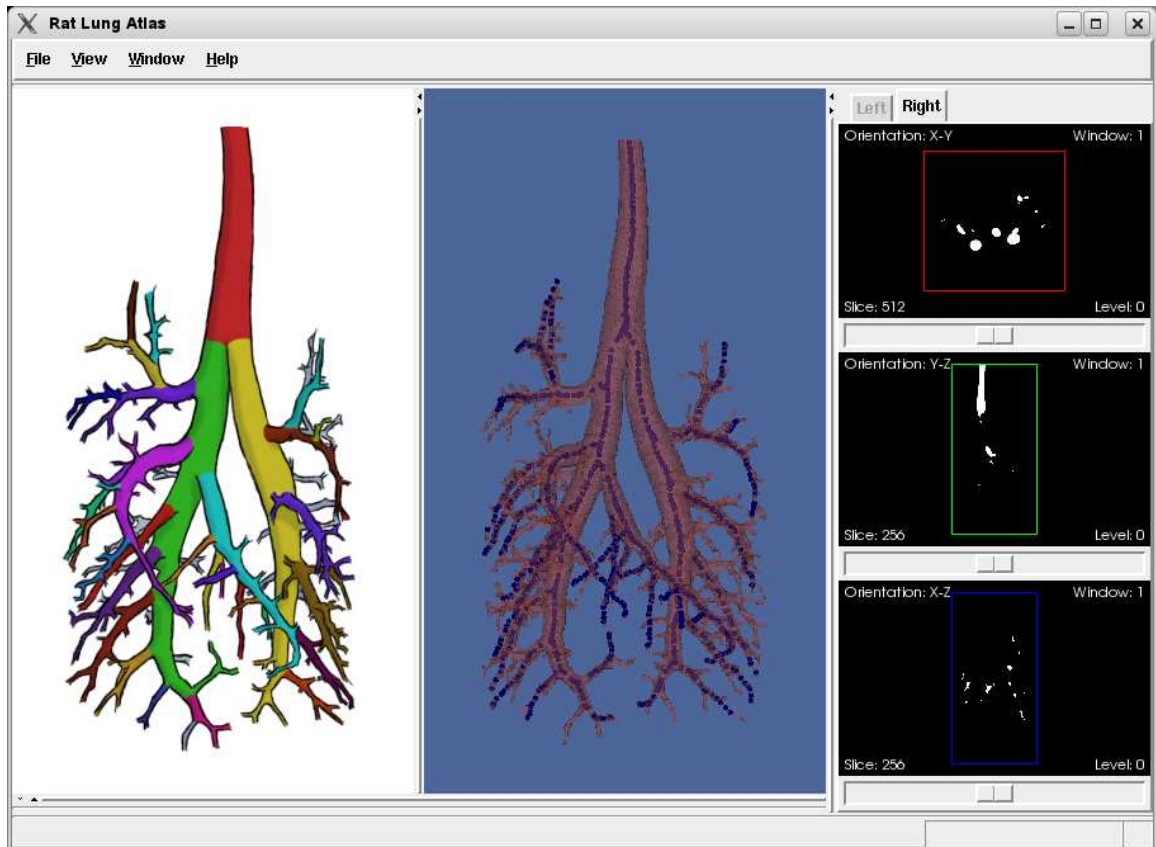 Rat Lung Atlas
File View Window Help
Left Right
Orientation: X-Y Window: 1
Slice: 512 Level: 0
Orientation: Y-Z Window: 1
Slice: 256 Level: 0
Orientation: X-Z Window: 1
Slice: 256 Level: 0